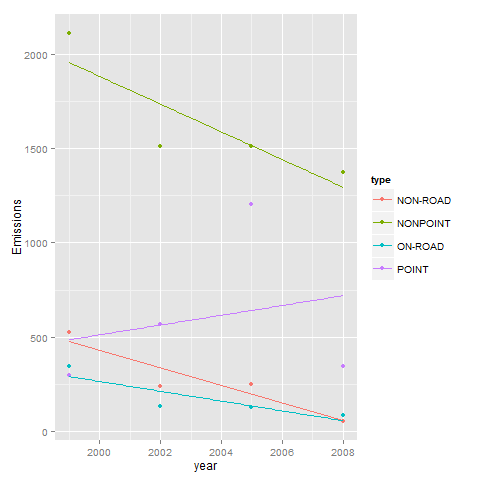 2000
1500
1000
500
0
Emissions
2000
2002
2004
2006
2008
year
type
NON-ROAD
NONPOINT
ON-ROAD
POINT